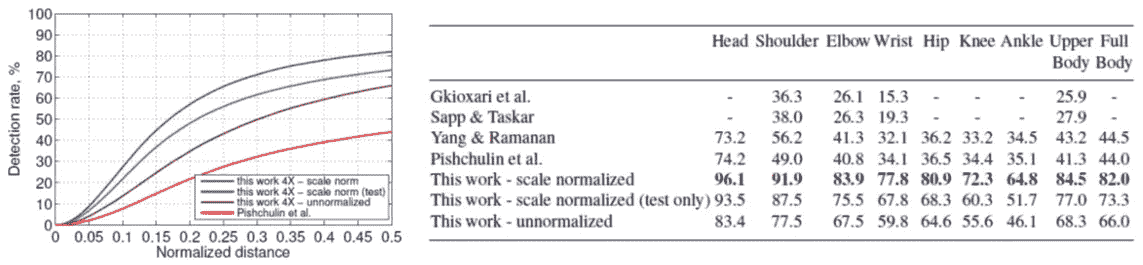 100
90
80
70
60
50
40
30
20
10
0
Detection rate, %
this work 4X – scale norm
this work 4X – scale norm (test)
this work 4X – unnormalized
Pishchulin et al.
0 0.05 0.1 0.15 0.2 0.25 0.3 0.35 0.4 0.45 0.5
Normalized distance
Head Shoulder Elbow Wrist Hip Knee Ankle Upper Full
Body Body
Gkioxari et al. - 36.3 26.1 15.3 - - - 25.9 -
Sapp & Taskar - 38.0 26.3 19.3 - - - 27.9 -
Yang & Ramanan 73.2 56.2 41.3 32.1 36.2 33.2 34.5 43.2 44.5
Pishchulin et al. 74.2 49.0 40.8 34.1 36.5 34.4 35.1 41.3 44.0
This work - scale normalized 96.1 91.9 83.9 77.8 80.9 72.3 64.8 84.5 82.0
This work - scale normalized (test only) 93.5 87.5 75.5 67.8 68.3 60.3 51.7 77.0 73.3
This work - unnormalized 83.4 77.5 67.5 59.8 64.6 55.6 46.1 68.3 66.0